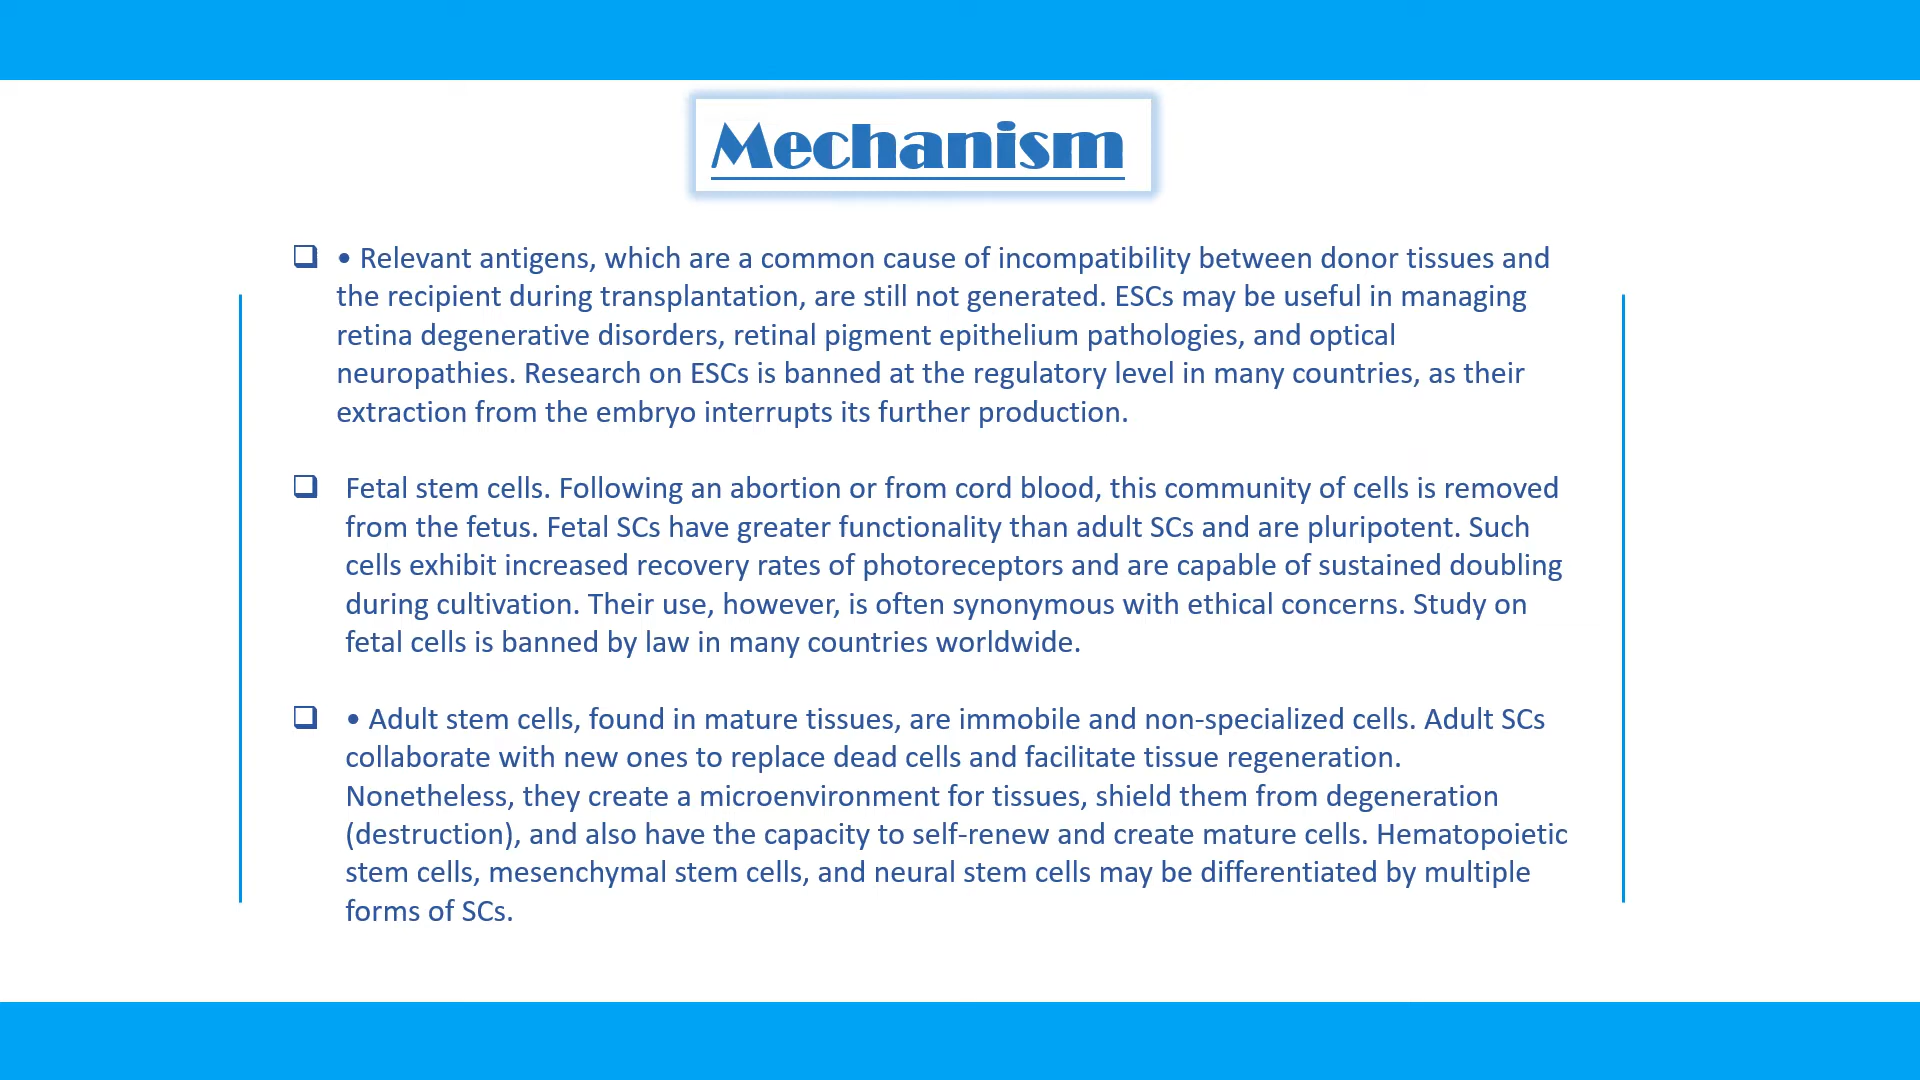 Mechanism
❑ • Relevant antigens, which are a common cause of incompatibility between donor tissues and
the recipient during transplantation, are still not generated. ESCs may be useful in managing
retina degenerative disorders, retinal pigment epithelium pathologies, and optical
neuropathies. Research on ESCs is banned at the regulatory level in many countries, as their
extraction from the embryo interrupts its further production.
❑ Fetal stem cells. Following an abortion or from cord blood, this community of cells is removed
from the fetus. Fetal SCs have greater functionality than adult SCs and are pluripotent. Such
cells exhibit increased recovery rates of photoreceptors and are capable of sustained doubling
during cultivation. Their use, however, is often synonymous with ethical concerns. Study on
fetal cells is banned by law in many countries worldwide.
❑ • Adult stem cells, found in mature tissues, are immobile and non-specialized cells. Adult SCs
collaborate with new ones to replace dead cells and facilitate tissue regeneration.
Nonetheless, they create a microenvironment for tissues, shield them from degeneration
(destruction), and also have the capacity to self-renew and create mature cells. Hematopoietic
stem cells, mesenchymal stem cells, and neural stem cells may be differentiated by multiple
forms of SCs.